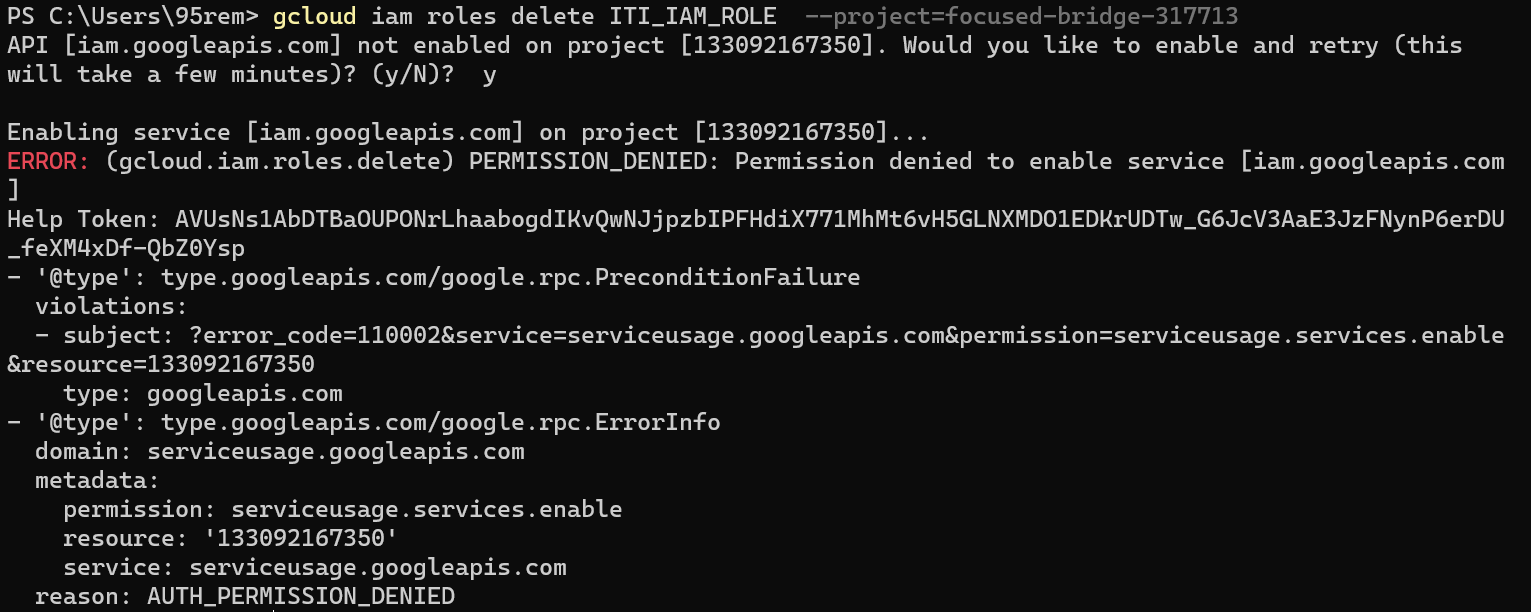 PS C:\Users\95rem> gcloud iam roles delete ITI_IAM_ROLE  --project=focused-bridge-317713
API [iam.googleapis.com] not enabled on project [133092167350]. Would you like to enable and retry (this
will take a few minutes)? (y/N)?  y
Enabling service [iam.googleapis.com] on project [133092167350]...
ERROR: (gcloud.iam.roles.delete) PERMISSION_DENIED: Permission denied to enable service [iam.googleapis.com
]
Help Token: AVUsNs1AbDTBaOUPONrLhaabogdIKvQwNJjpzbIPFHdiX771MhMt6vH5GLNXMDO1EDKrUDTw_G6JcV3AaE3JzFNynP6erDU
_feXM4xDf-QbZ0Ysp
- '@type': type.googleapis.com/google.rpc.PreconditionFailure
  violations:
  - subject: ?error_code=110002&service=serviceusage.googleapis.com&permission=serviceusage.services.enable
&resource=133092167350
    type: googleapis.com
- '@type': type.googleapis.com/google.rpc.ErrorInfo
  domain: serviceusage.googleapis.com
  metadata:
    permission: serviceusage.services.enable
    resource: '133092167350'
    service: serviceusage.googleapis.com
  reason: AUTH_PERMISSION_DENIED